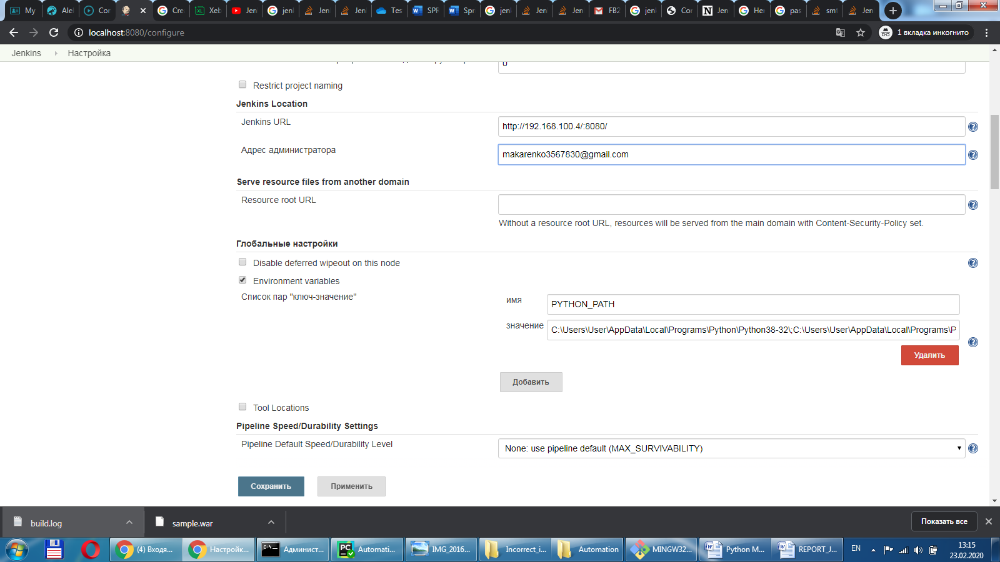 My
Alel
Cor
Cre
Xeb
Jen
jenl
Jen
Jen
Tes
SPR
Spr
jenl
Jen
Jen
FB2
jenl
Cor
Jen
Her
pas
smt
Jen
localhost:8080/configure
1 вкладка инкогнито
Jenkins
Настройка
0
Restrict project naming
Jenkins Location
Jenkins URL
http://192.168.100.4/:8080/
Адрес администратора
makarenko3567830@gmail.com
Serve resource files from another domain
Resource root URL
Without a resource root URL, resources will be served from the main domain with Content-Security-Policy set.
Глобальные настройки
Disable deferred wipeout on this node
Environment variables
Список пар "ключ-значение"
имя
PYTHON_PATH
значение
C:\Users\User\AppData\Local\Programs\Python\Python38-32\;C:\Users\User\AppData\Local\Programs\P
Удалить
Добавить
Tool Locations
Pipeline Speed/Durability Settings
Pipeline Default Speed/Durability Level
None: use pipeline default (MAX_SURVIVABILITY)
Сохранить
Применить
build.log
sample.war
Показать все
(4) Входя...
Настройк...
Админист...
Automati...
IMG_2016...
Incorrect_i...
Automation
MINGW32...
Python M...
REPORT_J...
EN
13:15
23.02.2020